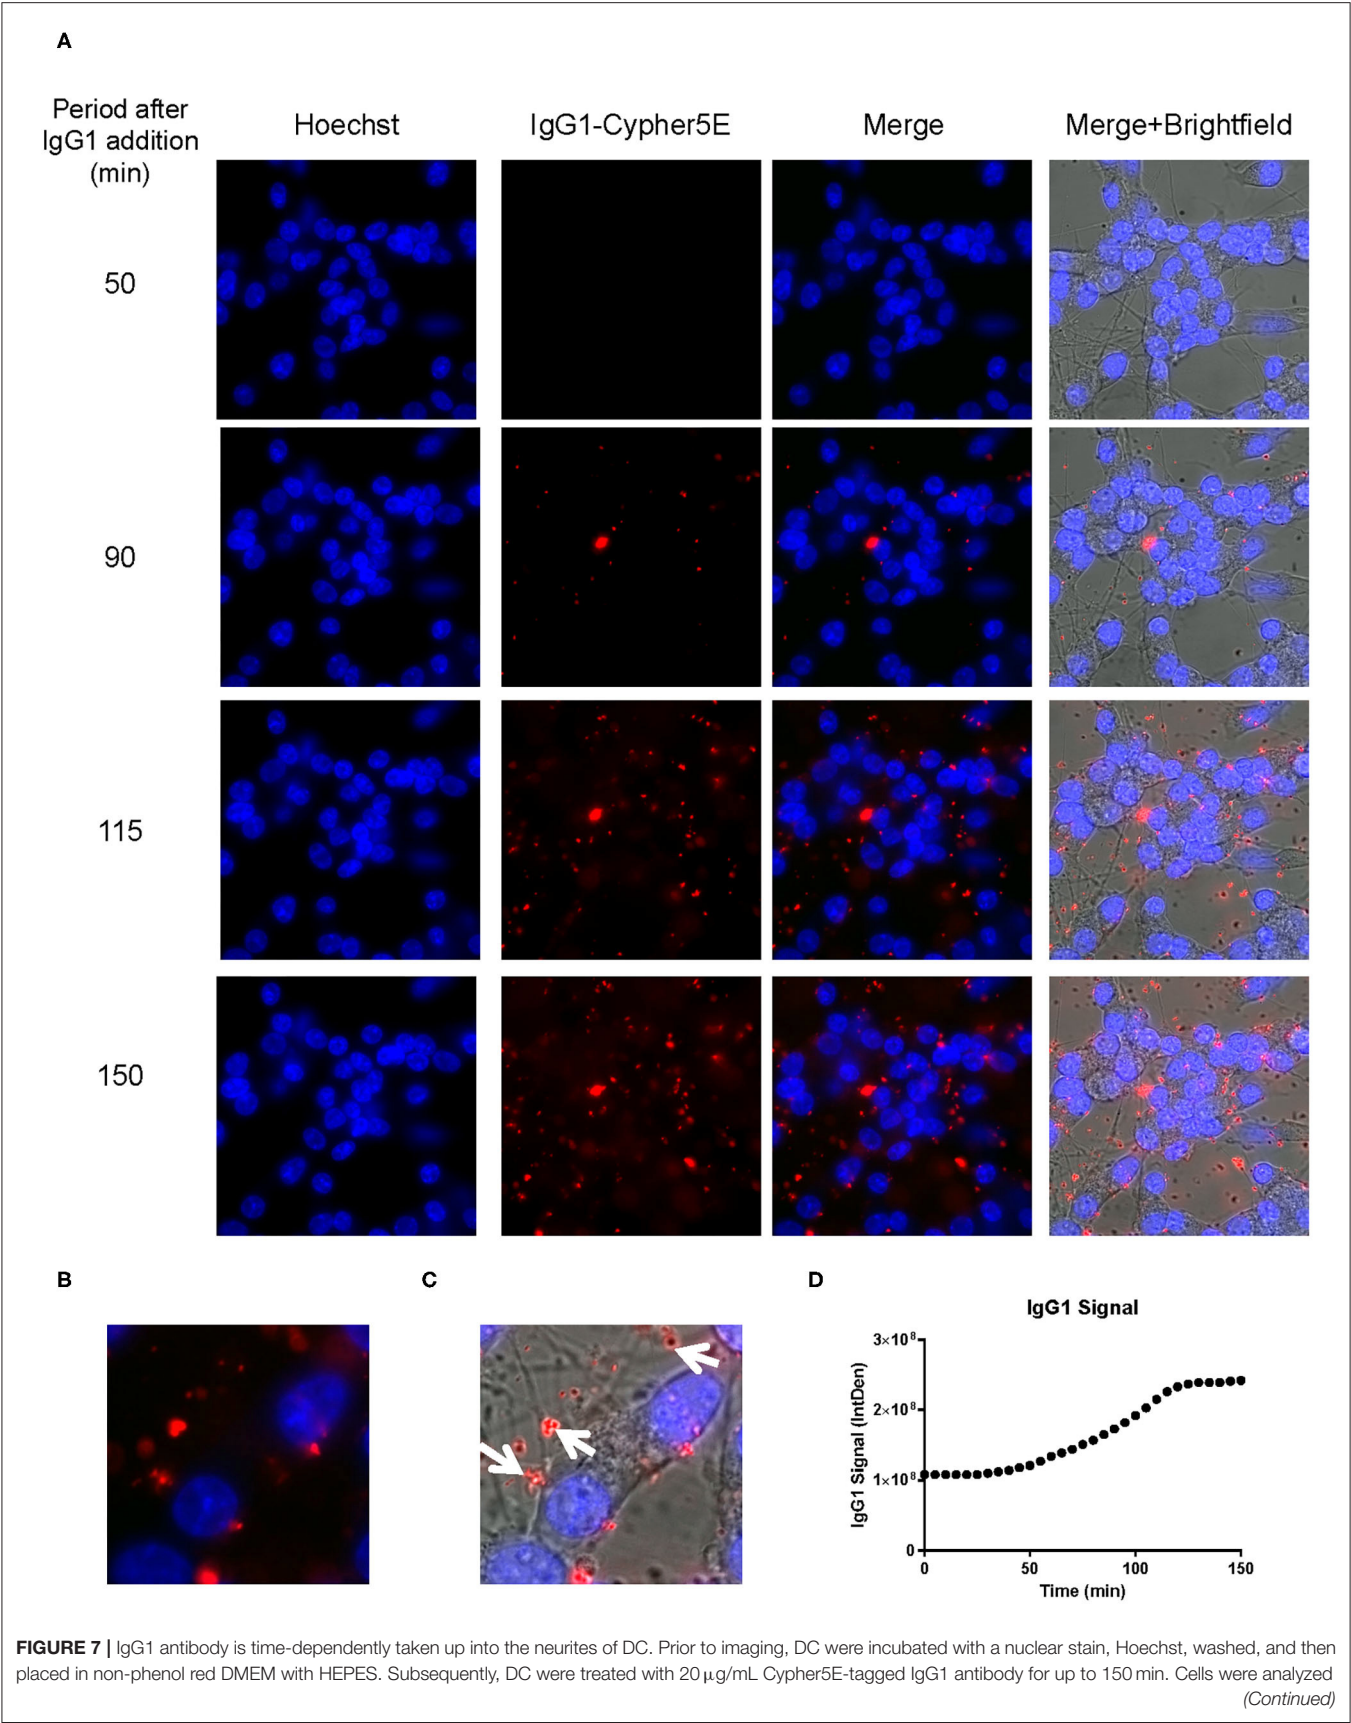 A
Period after
IgG1 addition
(min)
Hoechst
IgG1-Cypher5E
Merge
Merge+Brightfield
50
90
115
150
B
C
D
IgG1 Signal
3×10⁸
2×10⁸
1×10⁸
0
IgG1 Signal (IntDen)
0 50 100 150
Time (min)
FIGURE 7 | IgG1 antibody is time-dependently taken up into the neurites of DC. Prior to imaging, DC were incubated with a nuclear stain, Hoechst, washed, and then
placed in non-phenol red DMEM with HEPES. Subsequently, DC were treated with 20 μg/mL Cypher5E-tagged IgG1 antibody for up to 150 min. Cells were analyzed
(Continued)